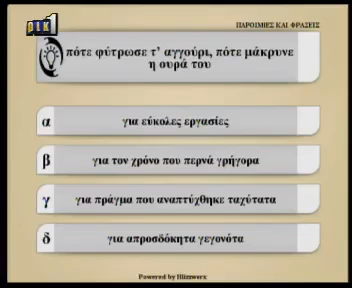 ΡΙΚ 1
ΠΑΡΟΙΜΙΕΣ ΚΑΙ ΦΡΑΣΕΙΣ
πότε φύτρωσε τ' αγγούρι, πότε μάκρυνε
η ουρά του
α για εύκολες εργασίες
β για τον χρόνο που περνά γρήγορα
γ για πράγμα που αναπτύχθηκε ταχύτατα
δ για απροσδόκητα γεγονότα
Powered by Hlimwerx